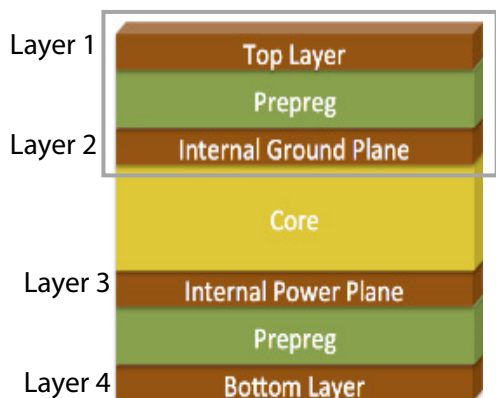 Layer 1
Top Layer
Prepreg
Layer 2
Internal Ground Plane
Core
Layer 3
Internal Power Plane
Prepreg
Layer 4
Bottom Layer